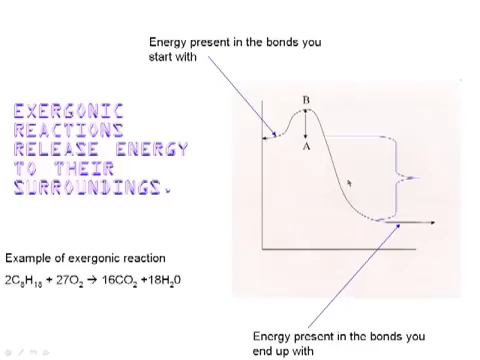 Energy present in the bonds you
start with
EXERGONIC
REACTIONS
RELEASE ENERGY
TO THEIR
SURROUNDINGS.
B
A
Example of exergonic reaction
2C₈H₁₈ + 27O₂ → 16CO₂ +18H₂0
Energy present in the bonds you
end up with